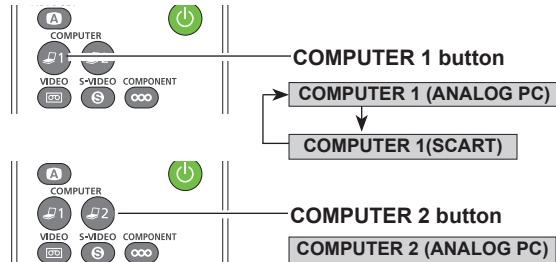 A
COMPUTER
1 2
COMPUTER 1 button
VIDEO S-VIDEO COMPONENT
S
COMPUTER 1 (ANALOG PC)
COMPUTER 1(SCART)
A
COMPUTER
1 2
COMPUTER 2 button
VIDEO S-VIDEO COMPONENT
S
COMPUTER 2 (ANALOG PC)